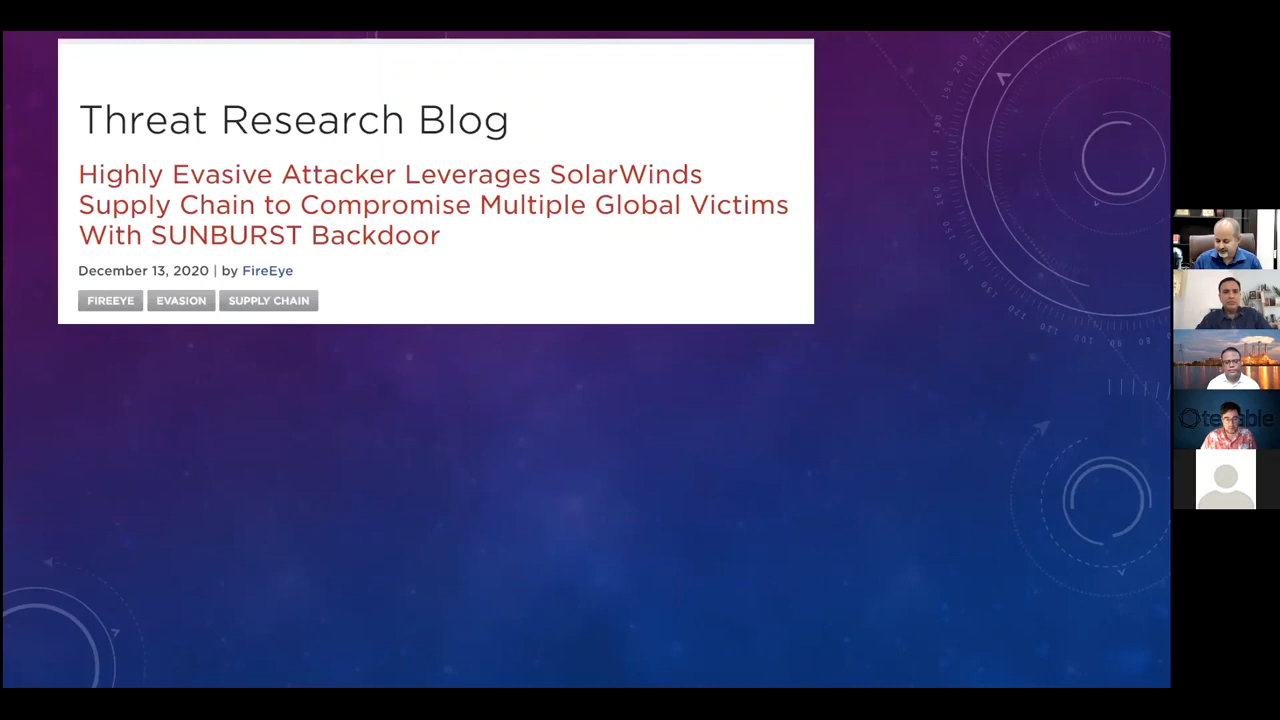 Threat Research Blog
Highly Evasive Attacker Leverages SolarWinds
Supply Chain to Compromise Multiple Global Victims
With SUNBURST Backdoor
December 13, 2020 | by FireEye
FIREEYE
EVASION
SUPPLY CHAIN